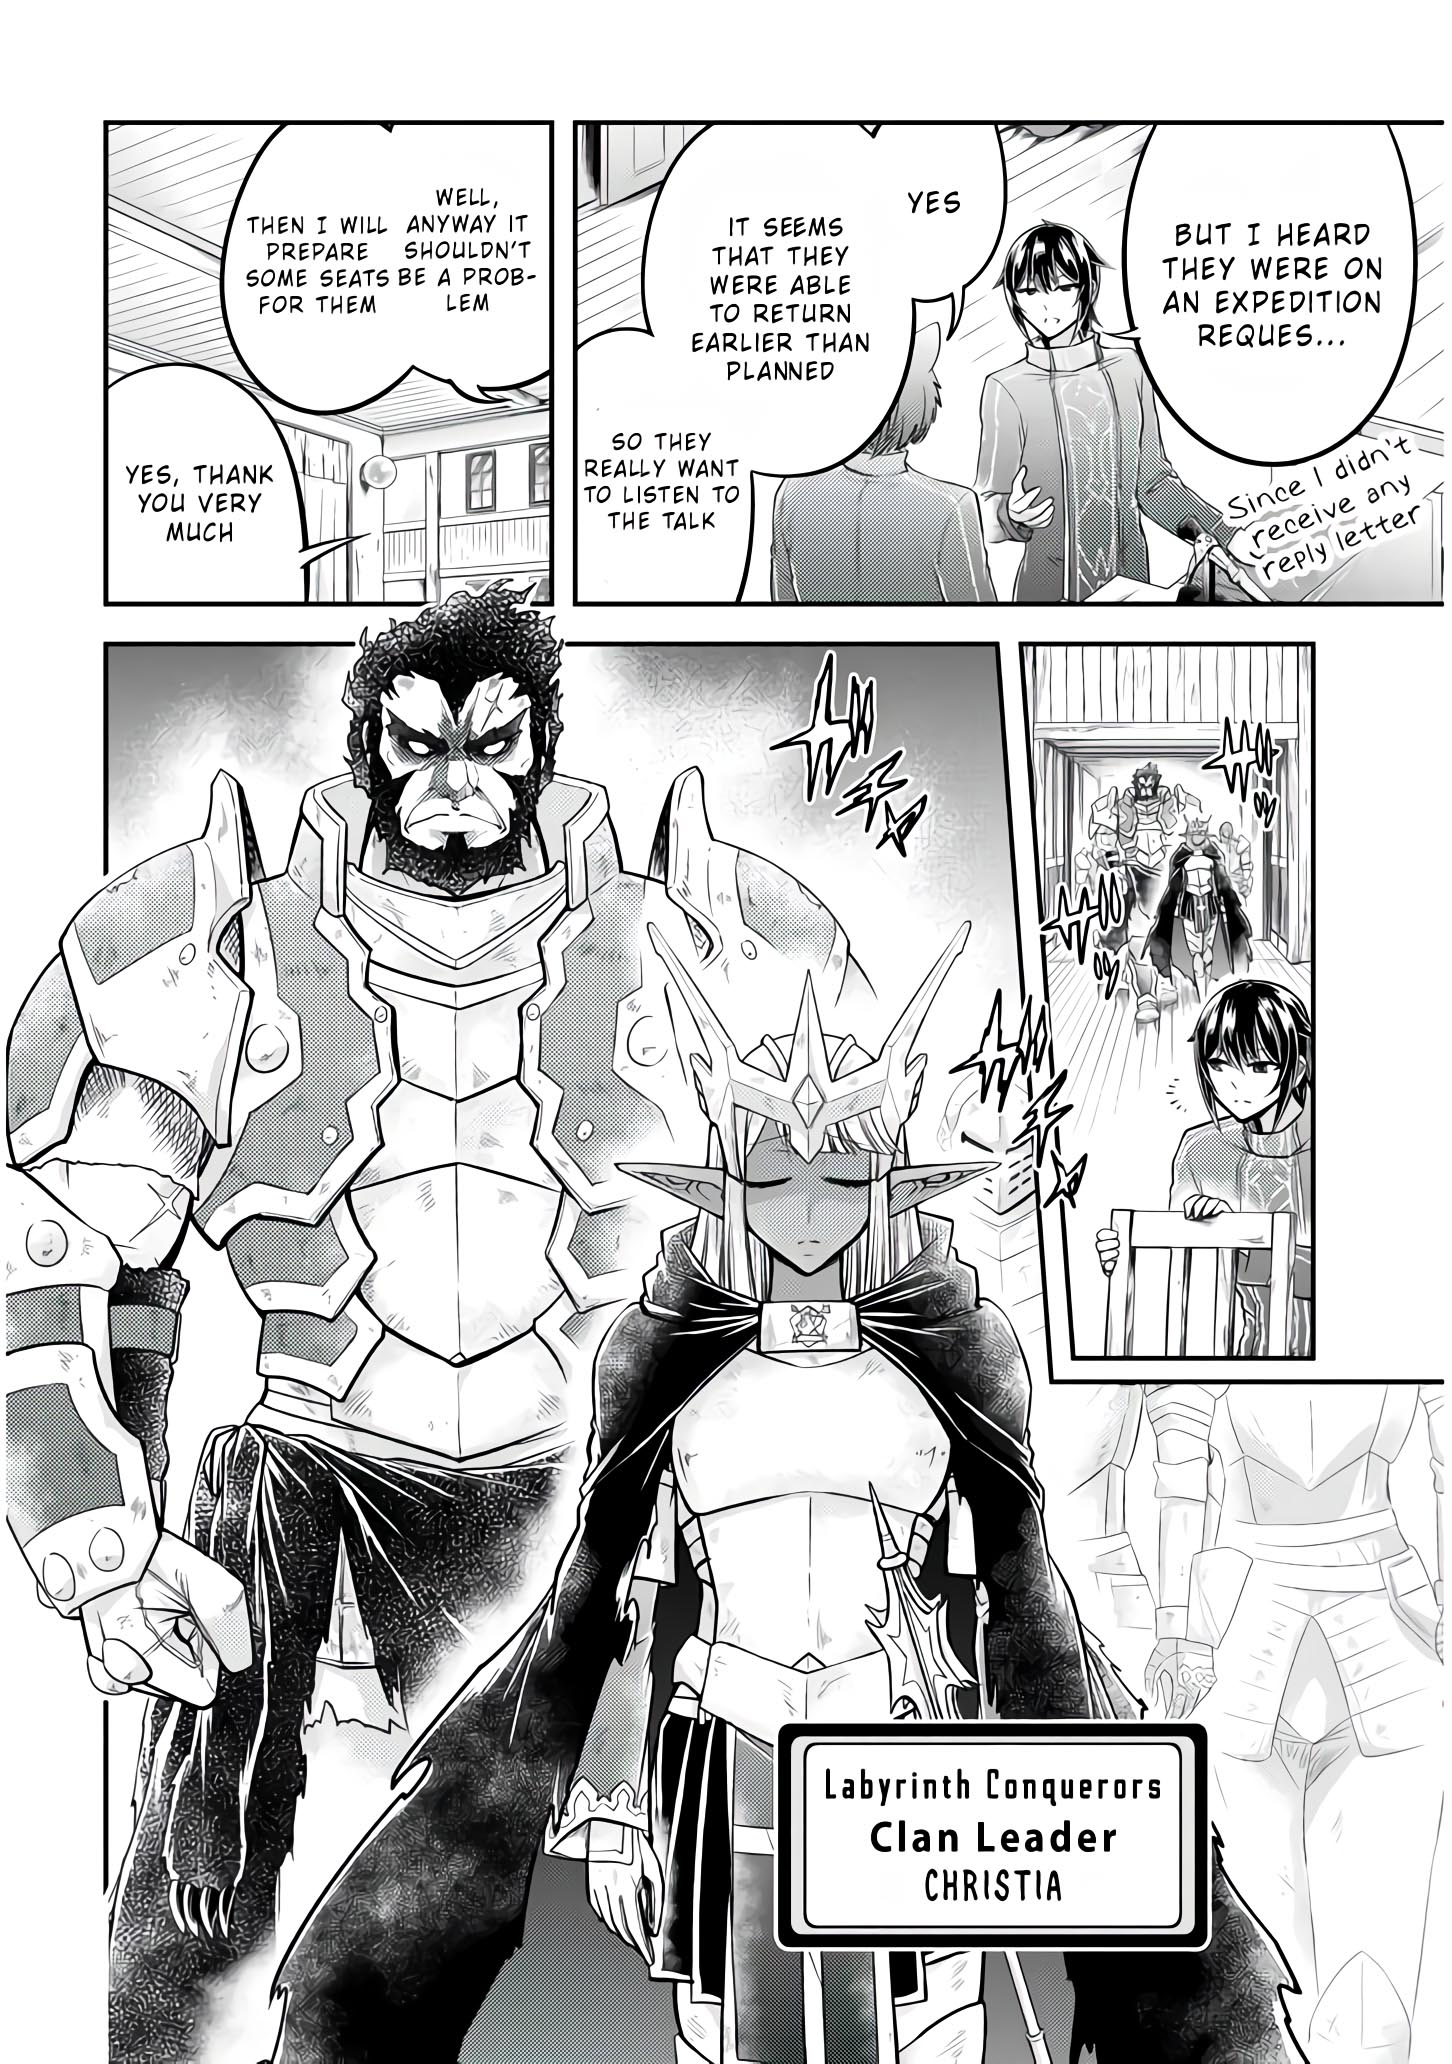 BUT I HEARD
THEY WERE ON
AN EXPEDITION
REQUES...
Since I didn't
receive any
reply letter
YES
IT SEEMS
THAT THEY
WERE ABLE
TO RETURN
EARLIER THAN
PLANNED
SO THEY
REALLY WANT
TO LISTEN TO
THE TALK
WELL,
ANYWAY IT
SHOULDN'T
BE A PROB-
LEM
THEN I WILL
PREPARE
SOME SEATS
FOR THEM
YES, THANK
YOU VERY
MUCH
Labyrinth Conquerors
Clan Leader
CHRISTIA